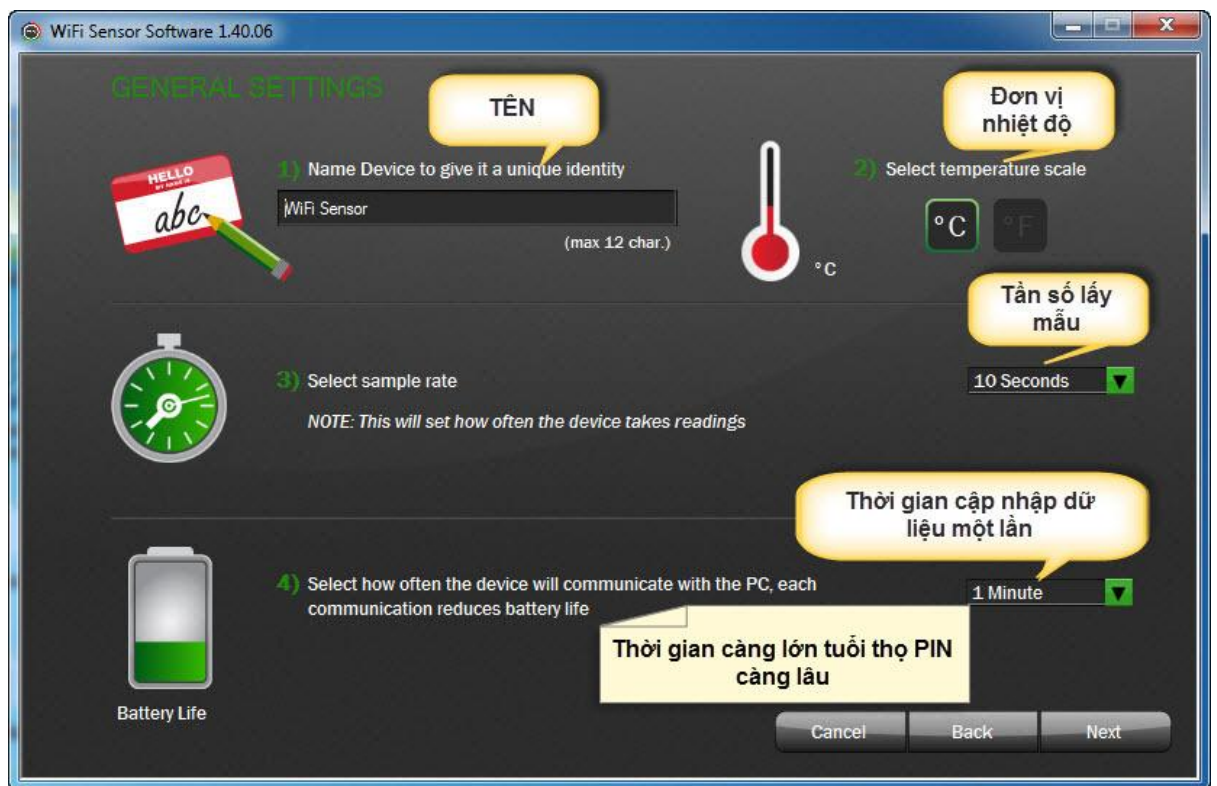 WiFi Sensor Software 1.40.06
GENERAL SETTINGS
TÊN
Đơn vị
nhiệt độ
HELLO
MY NAME IS
abc
1) Name Device to give it a unique identity
WiFi Sensor
(max 12 char.)
°C
2) Select temperature scale
°C
°F
Tần số lấy
mẫu
3) Select sample rate
10 Seconds
NOTE: This will set how often the device takes readings
Thời gian cập nhập dữ
liệu một lần
4) Select how often the device will communicate with the PC, each
communication reduces battery life
1 Minute
Thời gian càng lớn tuổi thọ PIN
càng lâu
Battery Life
Cancel
Back
Next